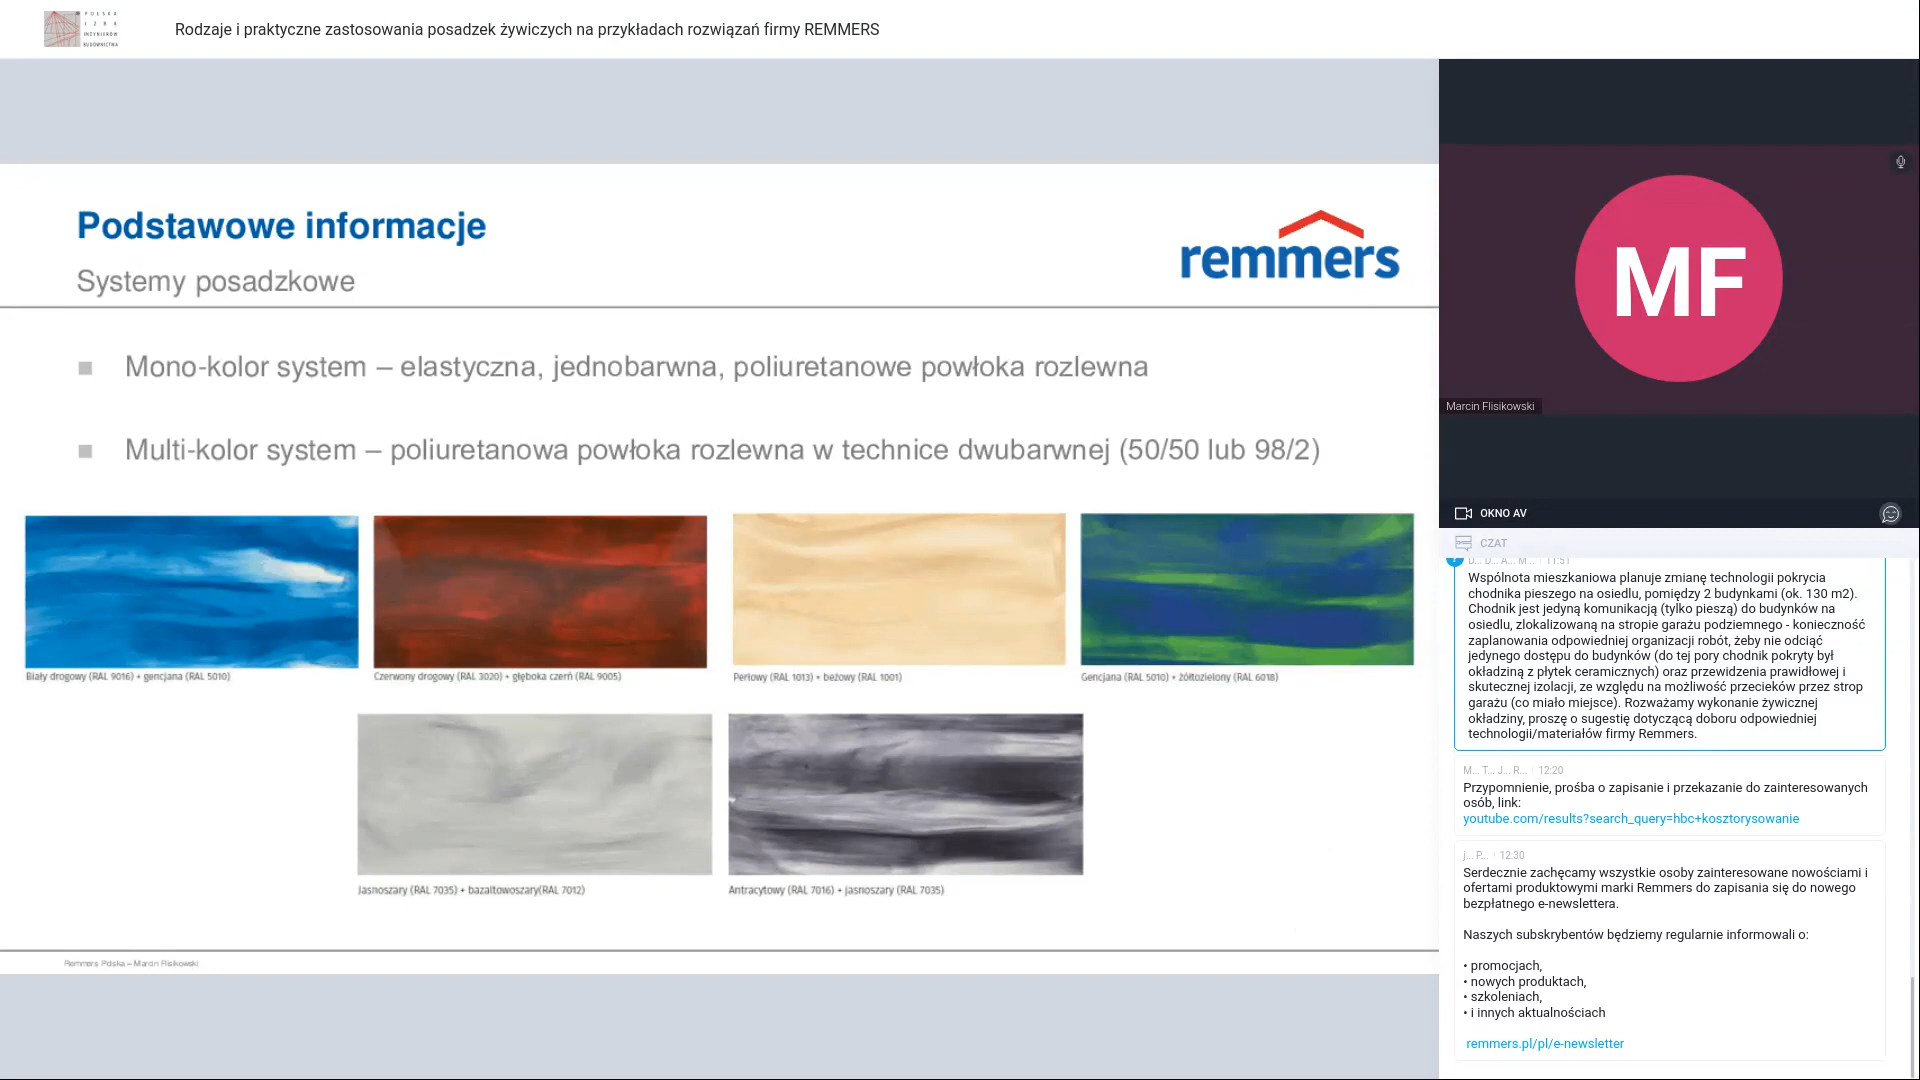 POLSKA
IZBA
INŻYNIERÓW
BUDOWNICTWA
Rodzaje i praktyczne zastosowania posadzek żywicznych na przykładach rozwiązań firmy REMMERS
Podstawowe informacje
Systemy posadzkowe
remmers
Mono-kolor system – elastyczna, jednobarwna, poliuretanowe powłoka rozlewna
Multi-kolor system – poliuretanowa powłoka rozlewna w technice dwubarwnej (50/50 lub 98/2)
Biały drogowy (RAL 9016) + gencjana (RAL 5010)
Czerwony drogowy (RAL 3020) + głęboka czerń (RAL 9005)
Perłowy (RAL 1013) + beżowy (RAL 1001)
Gencjana (RAL 5010) + żółtozielony (RAL 6018)
Jasnoszary (RAL 7035) + bazaltowoszary(RAL 7012)
Antracytowy (RAL 7016) + jasnoszary (RAL 7035)
Remmers Polska – Marcin Flisikowski
MF
Marcin Flisikowski
OKNO AV
CZAT
D... D... A... M... 11:51
Wspólnota mieszkaniowa planuje zmianę technologii pokrycia
chodnika pieszego na osiedlu, pomiędzy 2 budynkami (ok. 130 m2).
Chodnik jest jedyną komunikacją (tylko pieszą) do budynków na
osiedlu, zlokalizowaną na stropie garażu podziemnego - konieczność
zaplanowania odpowiedniej organizacji robót, żeby nie odciąć
jedynego dostępu do budynków (do tej pory chodnik pokryty był
okładziną z płytek ceramicznych) oraz przewidzenia prawidłowej i
skutecznej izolacji, ze względu na możliwość przecieków przez strop
garażu (co miało miejsce). Rozważamy wykonanie żywicznej
okładziny, proszę o sugestię dotyczącą doboru odpowiedniej
technologii/materiałów firmy Remmers.
M... T... J... R... 12:20
Przypomnienie, prośba o zapisanie i przekazanie do zainteresowanych
osób, link:
youtube.com/results?search_query=hbc+kosztorysowanie
j... P... 12:30
Serdecznie zachęcamy wszystkie osoby zainteresowane nowościami i
ofertami produktowymi marki Remmers do zapisania się do nowego
bezpłatnego e-newslettera.
Naszych subskrybentów będziemy regularnie informowali o:
• promocjach,
• nowych produktach,
• szkoleniach,
• i innych aktualnościach
remmers.pl/pl/e-newsletter